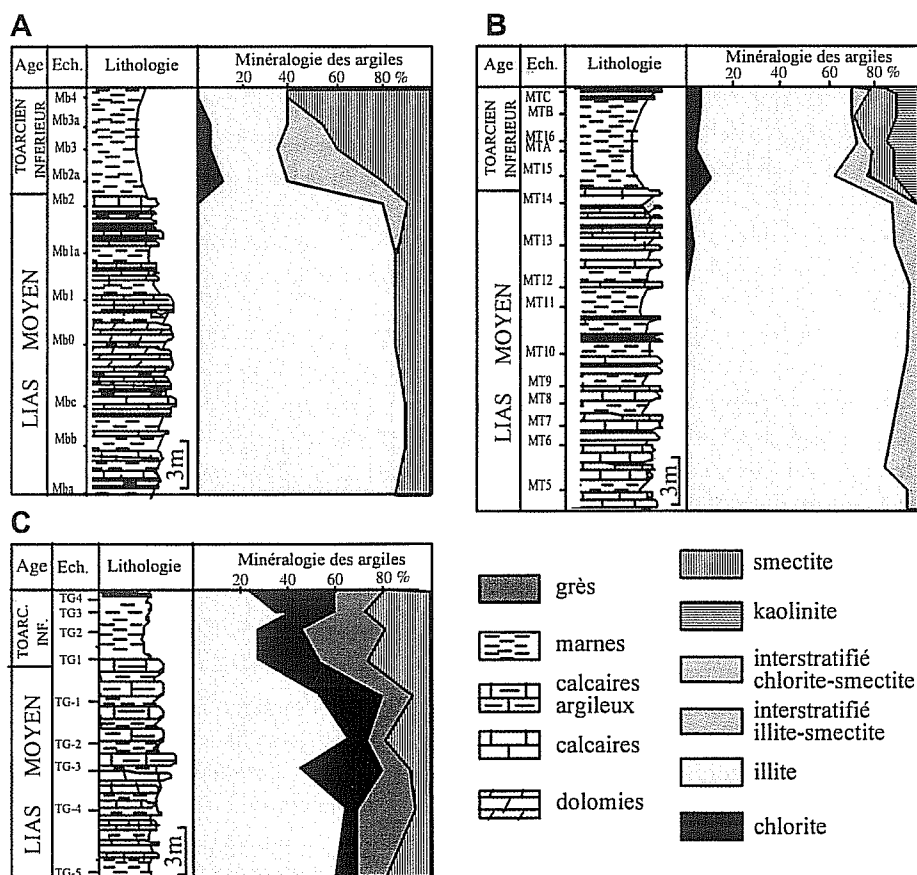 A
Age
Ech.
Lithologie
Minéralogie des argiles
20
40
60
80 %
TOARCIEN
INFERIEUR
LIAS MOYEN
Mb4
Mb3a
Mb3
Mb2a
Mb2
Mb1a
Mb1
Mb0
Mbc
Mbb
Mba
3m
B
Age
Ech.
Lithologie
Minéralogie des argiles
20
40
60
80 %
TOARCIEN
INFERIEUR
LIAS MOYEN
MTC
MTB
MT16
MTA
MT15
MT14
MT13
MT12
MT11
MT10
MT9
MT8
MT7
MT6
MT5
3m
C
Age
Ech.
Lithologie
Minéralogie des argiles
20
40
60
80 %
TOARC.
INF.
LIAS MOYEN
TG4
TG3
TG2
TG1
TG-1
TG-2
TG-3
TG-4
TG-5
3m
grès
marnes
calcaires
argileux
calcaires
dolomies
smectite
kaolinite
interstratifié
chlorite-smectite
interstratifié
illite-smectite
illite
chlorite